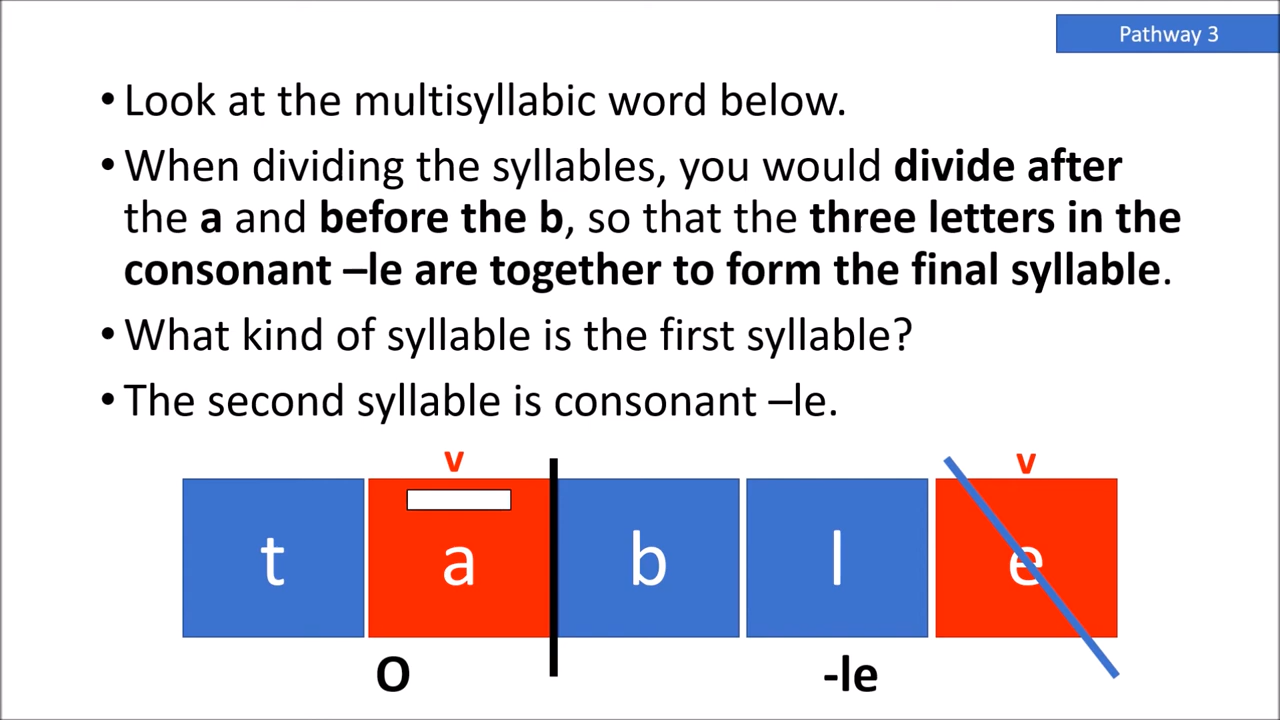 Pathway 3
• Look at the multisyllabic word below.
• When dividing the syllables, you would divide after
the a and before the b, so that the three letters in the
consonant –le are together to form the final syllable.
• What kind of syllable is the first syllable?
• The second syllable is consonant –le.
v v
t a b l e
O -le